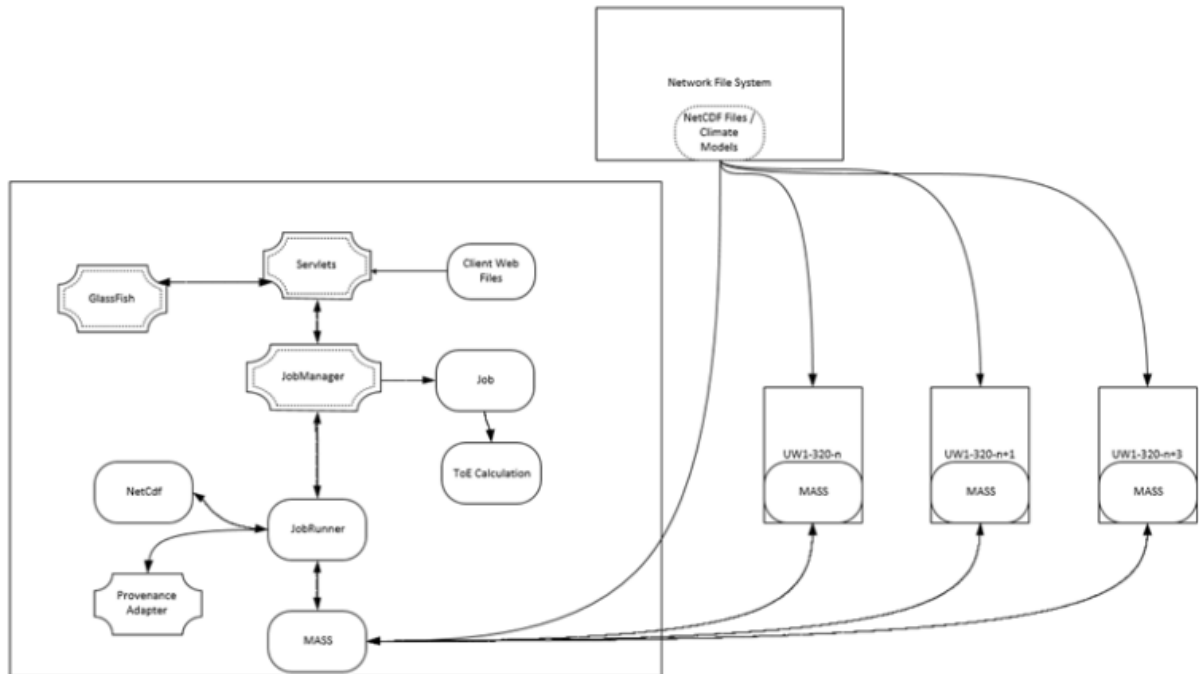 Network File System
NetCDF Files /
Climate
Models
Servlets
Client Web
Files
GlassFish
JobManager
Job
ToE Calculation
NetCdf
JobRunner
Provenance
Adapter
MASS
UW1-320-n
MASS
UW1-320-n+1
MASS
UW1-320-n+3
MASS